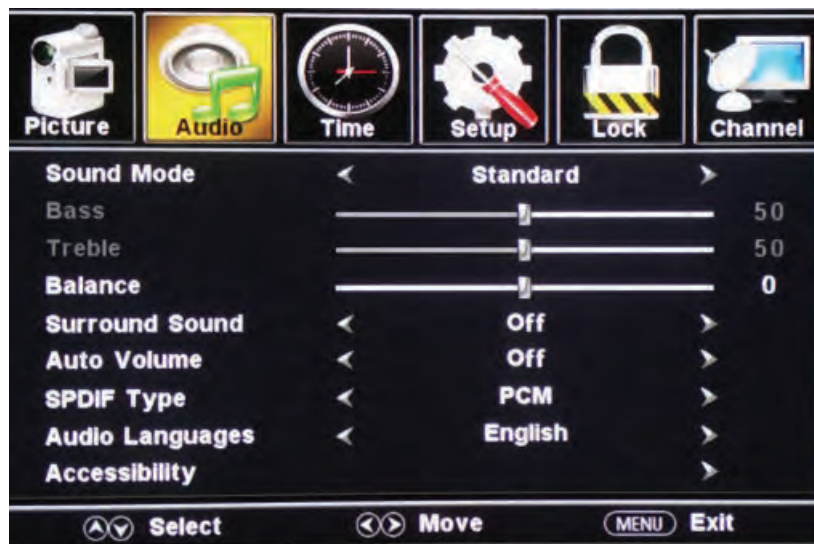 Picture Audio Time Setup Lock Channel
Sound Mode Standard
Bass 50
Treble 50
Balance 0
Surround Sound Off
Auto Volume Off
SPDIF Type PCM
Audio Languages English
Accessibility
Select Move MENU Exit